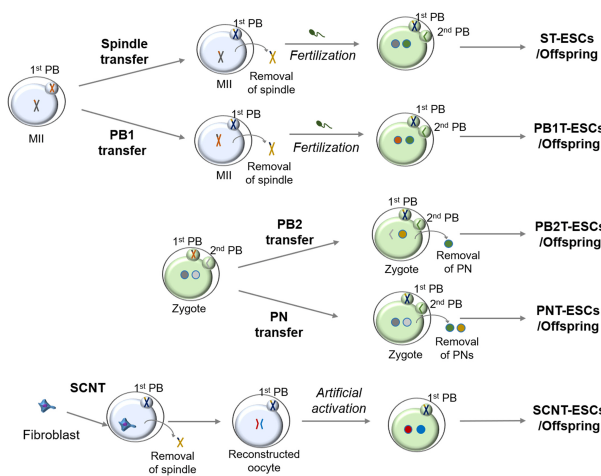 1st PB
MII
Spindle
transfer
1st PB
MII
Removal
of spindle
Fertilization
1st PB
2nd PB
ST-ESCs
/Offspring
PB1
transfer
1st PB
MII
Removal
of spindle
Fertilization
1st PB
2nd PB
PB1T-ESCs
/Offspring
1st PB
2nd PB
Zygote
PB2
transfer
1st PB
2nd PB
Zygote
Removal
of PN
PB2T-ESCs
/Offspring
PN
transfer
1st PB
2nd PB
Zygote
Removal
of PNs
PNT-ESCs
/Offspring
SCNT
Fibroblast
1st PB
Removal
of spindle
1st PB
Reconstructed
oocyte
Artificial
activation
1st PB
SCNT-ESCs
/Offspring